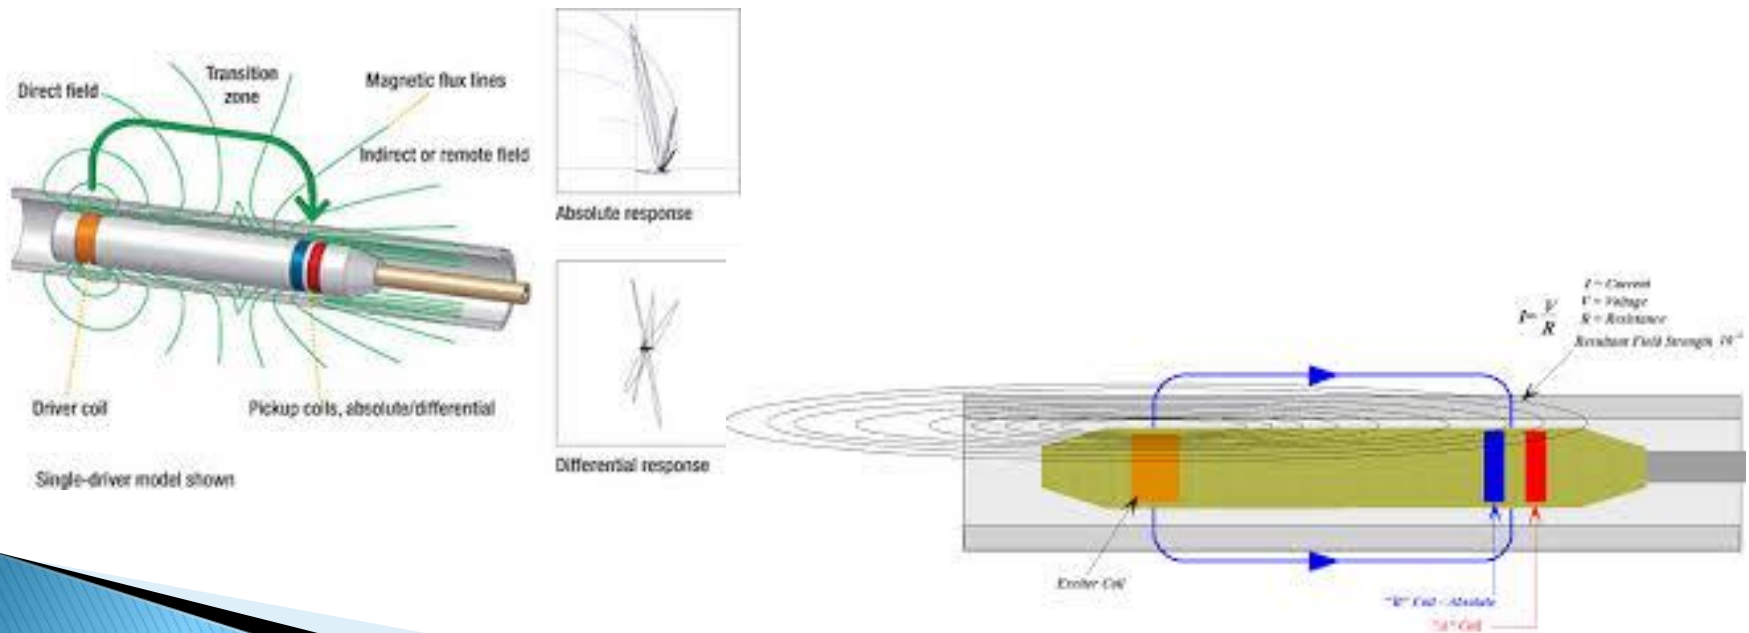 Direct field
Transition
zone
Magnetic flux lines
Indirect or remote field
Driver coil
Pickup coils, absolute/differential
Single-driver model shown
Absolute response
Differential response
I = Current
V = Voltage
R = Resistance
I= V
R
Resultant Field Strength
Exciter Coil
"B" Coil - Absolute
"A" Coil